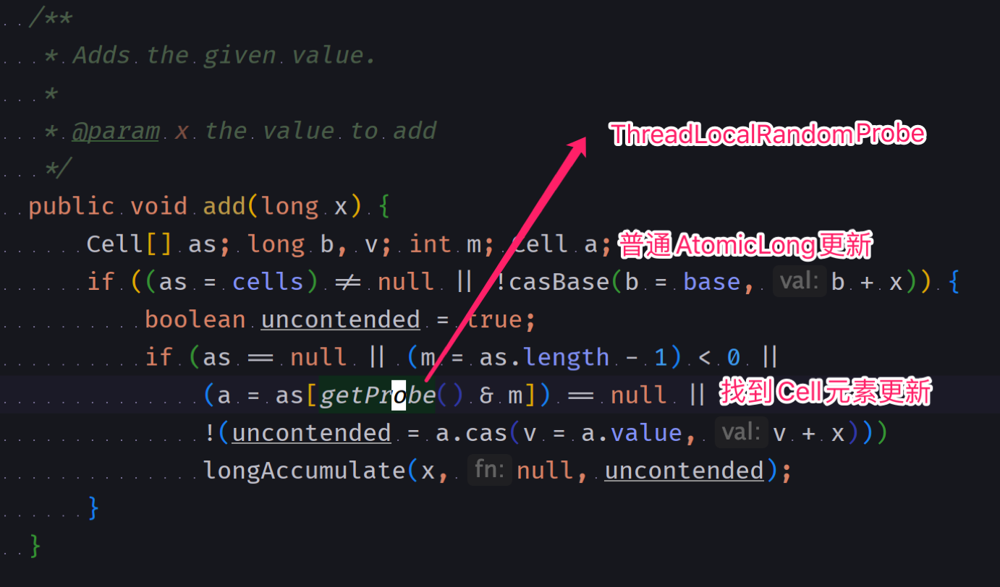 /**
* Adds the given value.
*
* @param x the value to add
ThreadLocalRandomProbe
*/
public void add(long x) {
Cell[] as; long b, v; int m; Cell a; 普通AtomicLong更新
if ((as = cells) ≠ null || !casBase(b = base, val: b + x)) {
boolean uncontended = true;
if (as == null || (m = as.length - 1) < 0 ||
(a = as[getProbe() & m]) == null || 找到Cell元素更新
!(uncontended = a.cas(v = a.value, val: v + x)))
longAccumulate(x, fn: null, uncontended);
}
}